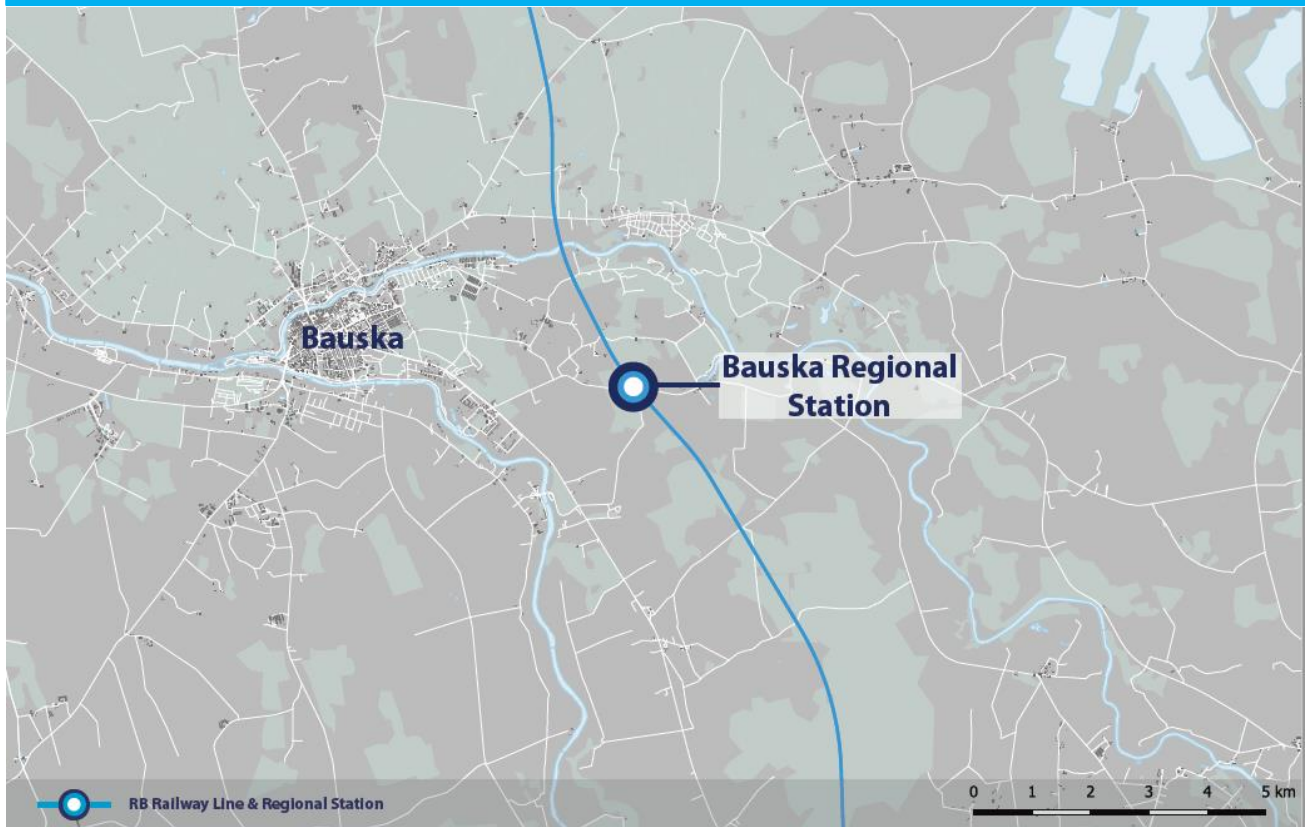 Bauska
Bauska Regional
Station
RB Railway Line & Regional Station
0 1 2 3 4 5 km